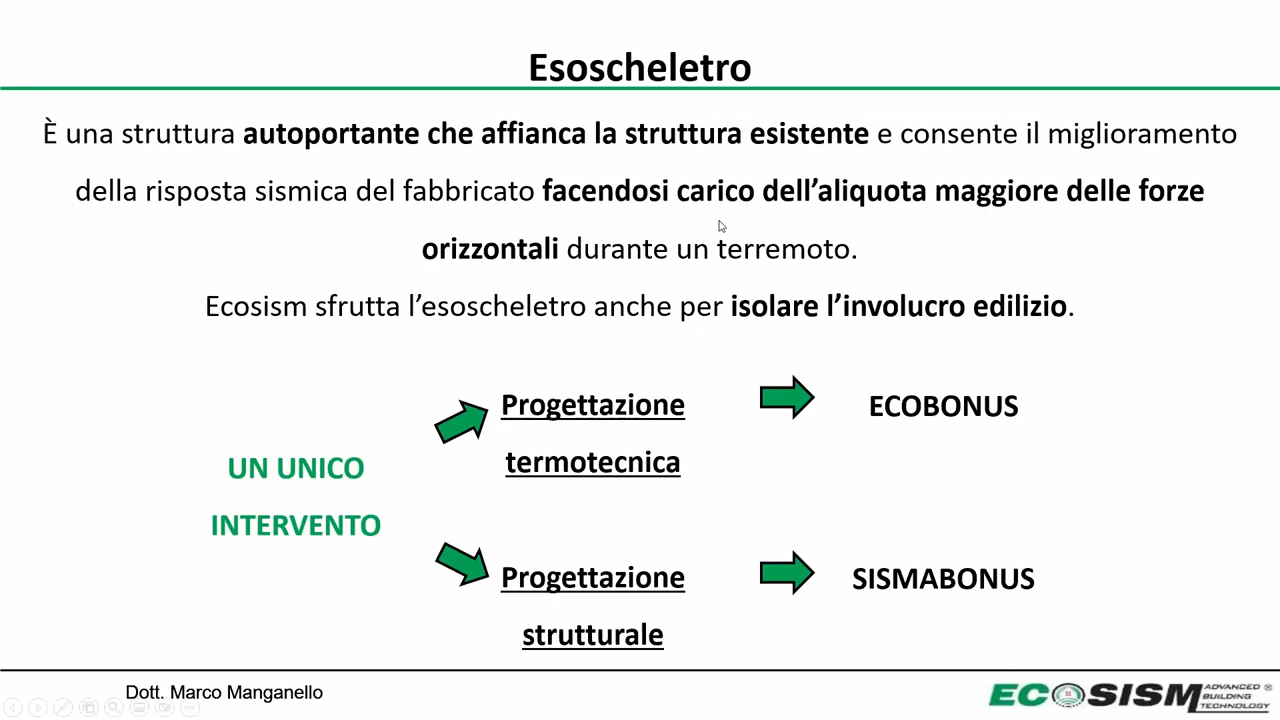 Esoscheletro
È una struttura autoportante che affianca la struttura esistente e consente il miglioramento
della risposta sismica del fabbricato facendosi carico dell’aliquota maggiore delle forze
orizzontali durante un terremoto.
Ecosism sfrutta l’esoscheletro anche per isolare l’involucro edilizio.
UN UNICO
INTERVENTO
Progettazione
termotecnica
ECOBONUS
Progettazione
strutturale
SISMABONUS
Dott. Marco Manganello
ECOSISM
ADVANCED ®
BUILDING
TECHNOLOGY